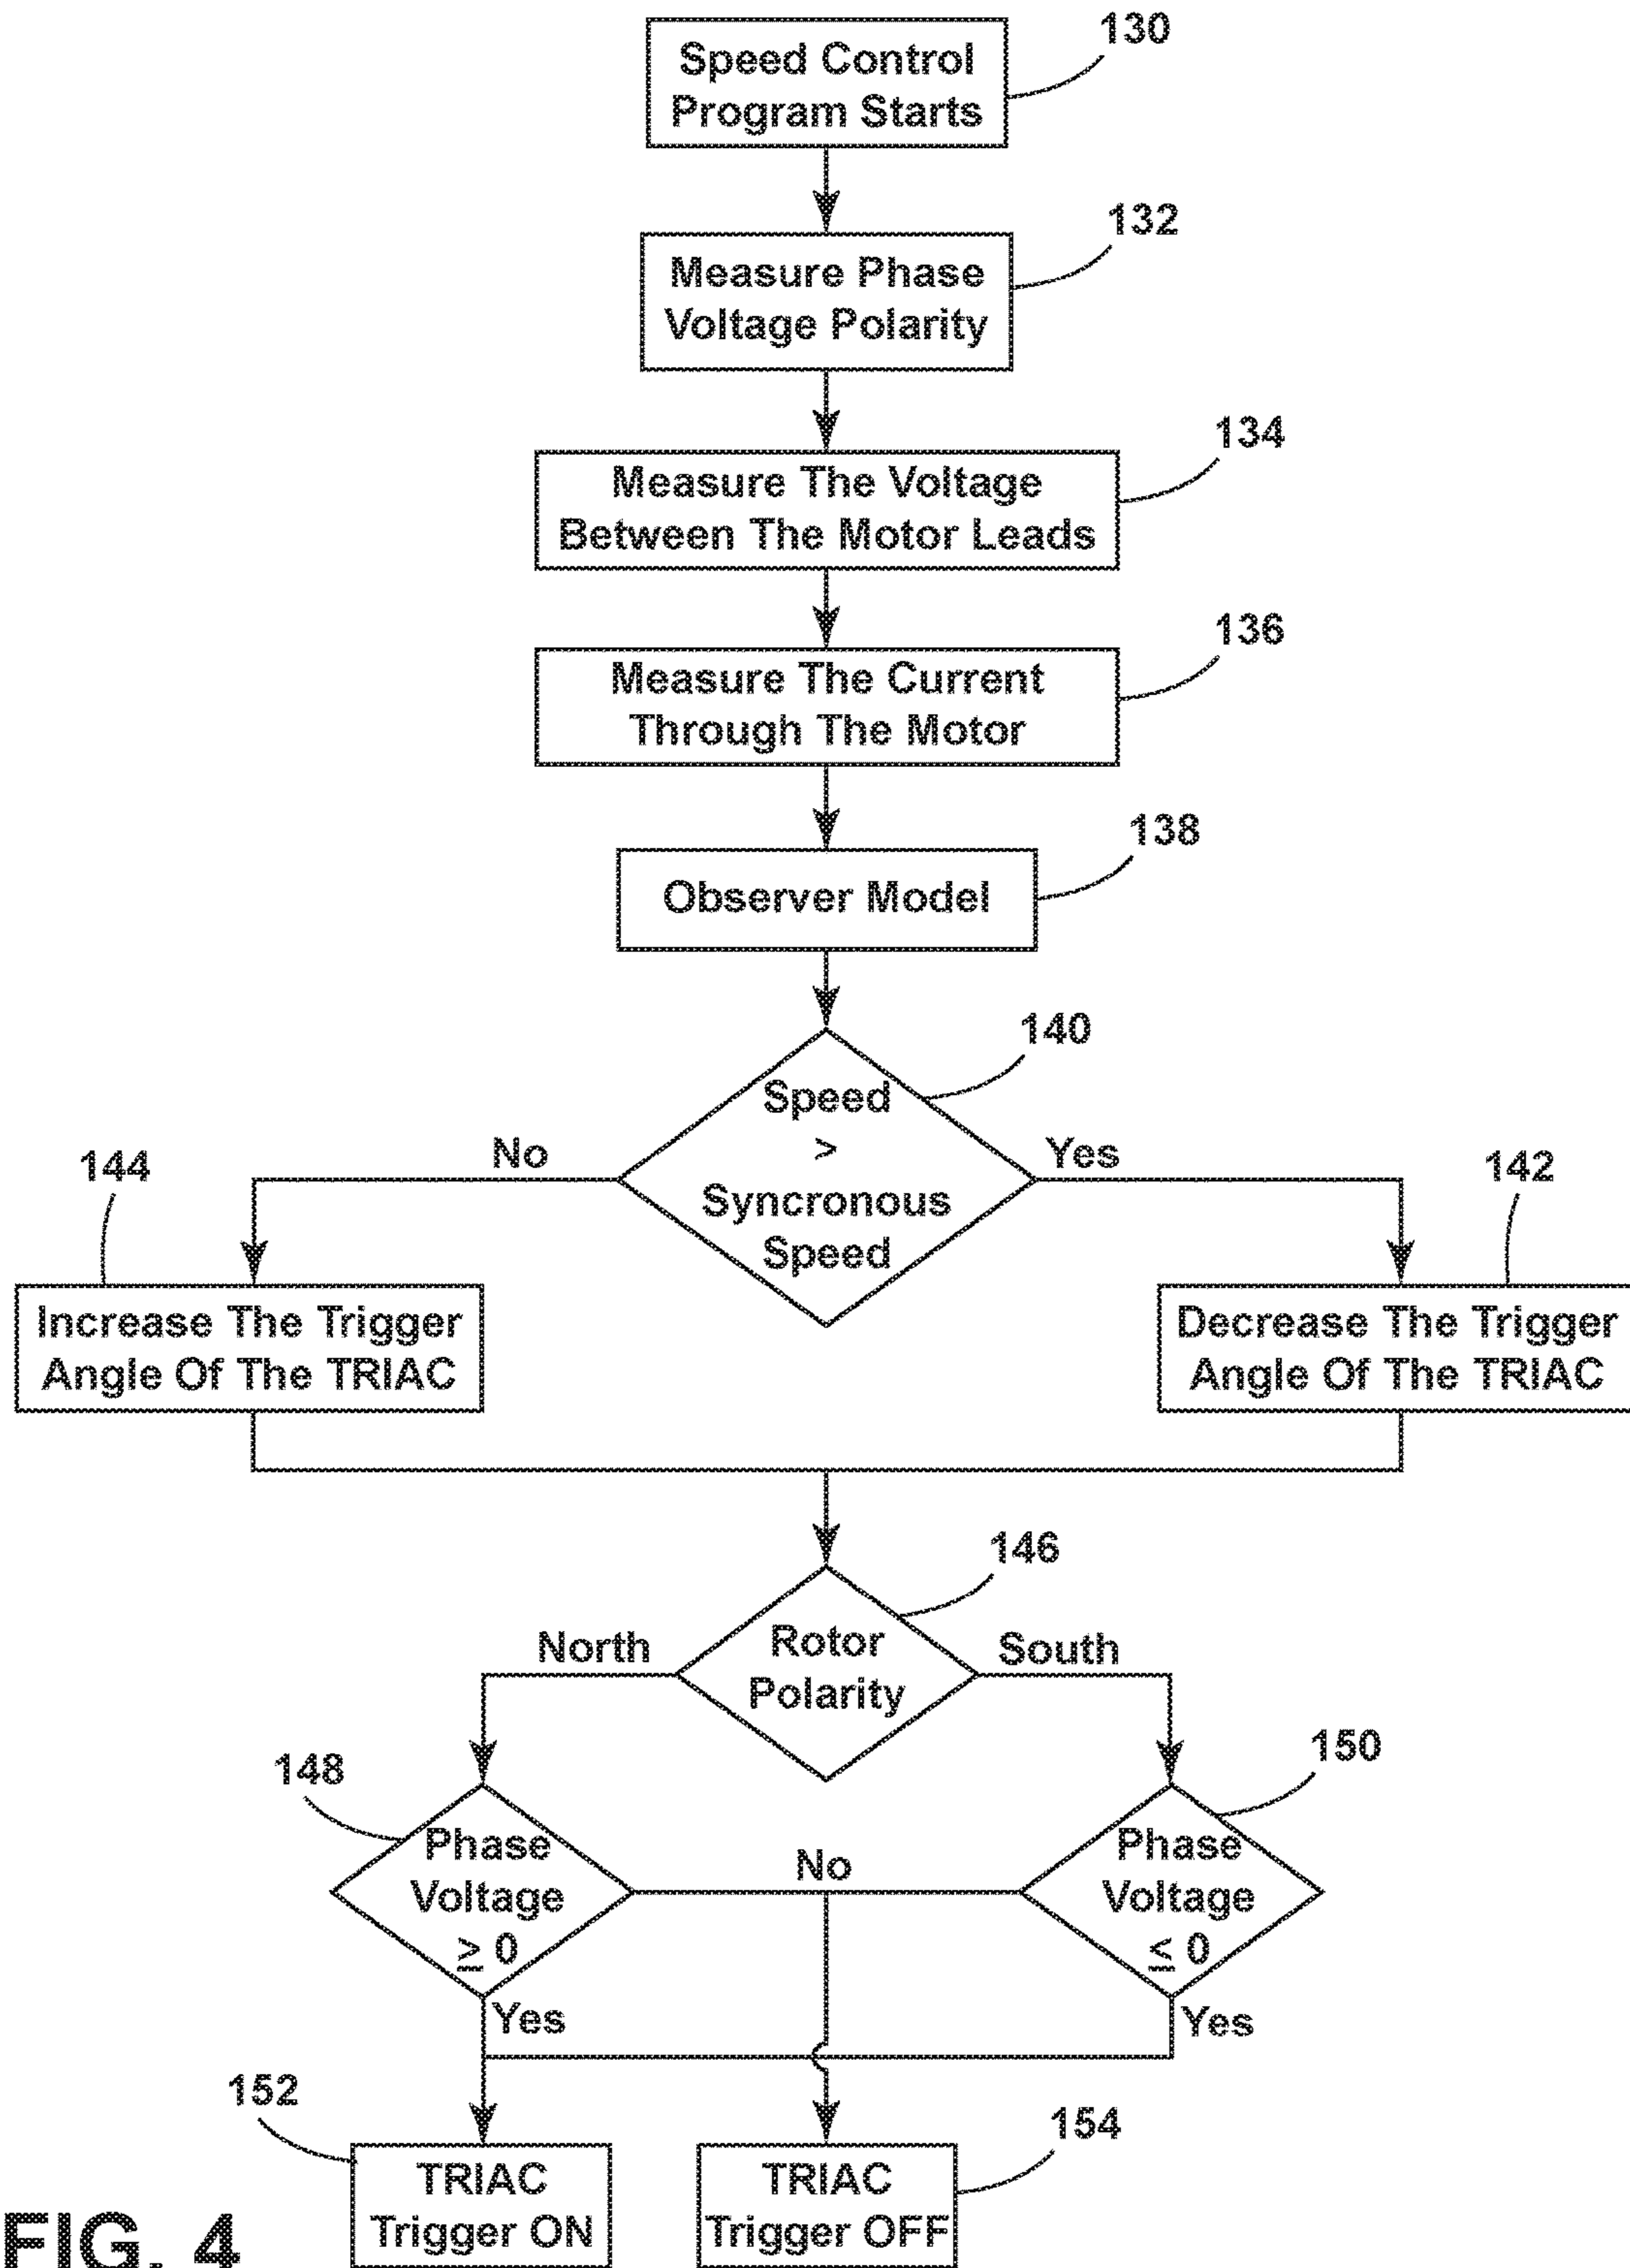 130
Speed Control
Program Starts
132
Measure Phase
Voltage Polarity
134
Measure The Voltage
Between The Motor Leads
136
Measure The Current
Through The Motor
138
Observer Model
140
Speed
>
Syncronous
Speed
No
Yes
144
142
Increase The Trigger
Angle Of The TRIAC
Decrease The Trigger
Angle Of The TRIAC
146
Rotor
Polarity
North
South
148
150
Phase
Voltage
≥ 0
No
Phase
Voltage
≤ 0
Yes
Yes
152
154
TRIAC
Trigger ON
TRIAC
Trigger OFF
FIG. 4